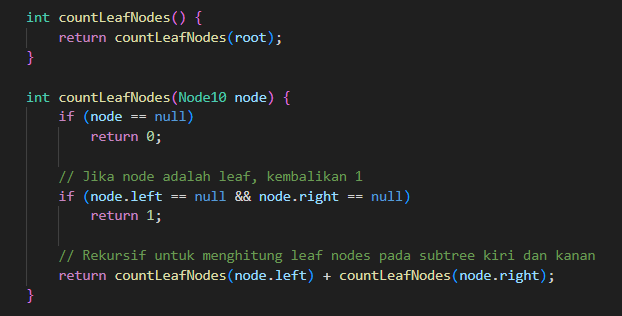 int countLeafNodes() {
    return countLeafNodes(root);
}
int countLeafNodes(Node10 node) {
    if (node == null)
        return 0;
    // Jika node adalah leaf, kembalikan 1
    if (node.left == null && node.right == null)
        return 1;
    // Rekursif untuk menghitung leaf nodes pada subtree kiri dan kanan
    return countLeafNodes(node.left) + countLeafNodes(node.right);
}